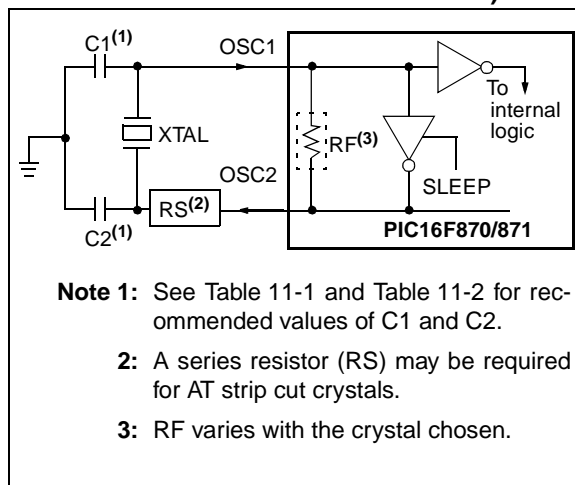 C1(1)
OSC1
To
internal
logic
XTAL
RF(3)
OSC2
SLEEP
RS(2)
C2(1)
PIC16F870/871
Note 1: See Table 11-1 and Table 11-2 for rec-
ommended values of C1 and C2.
2: A series resistor (RS) may be required
for AT strip cut crystals.
3: RF varies with the crystal chosen.